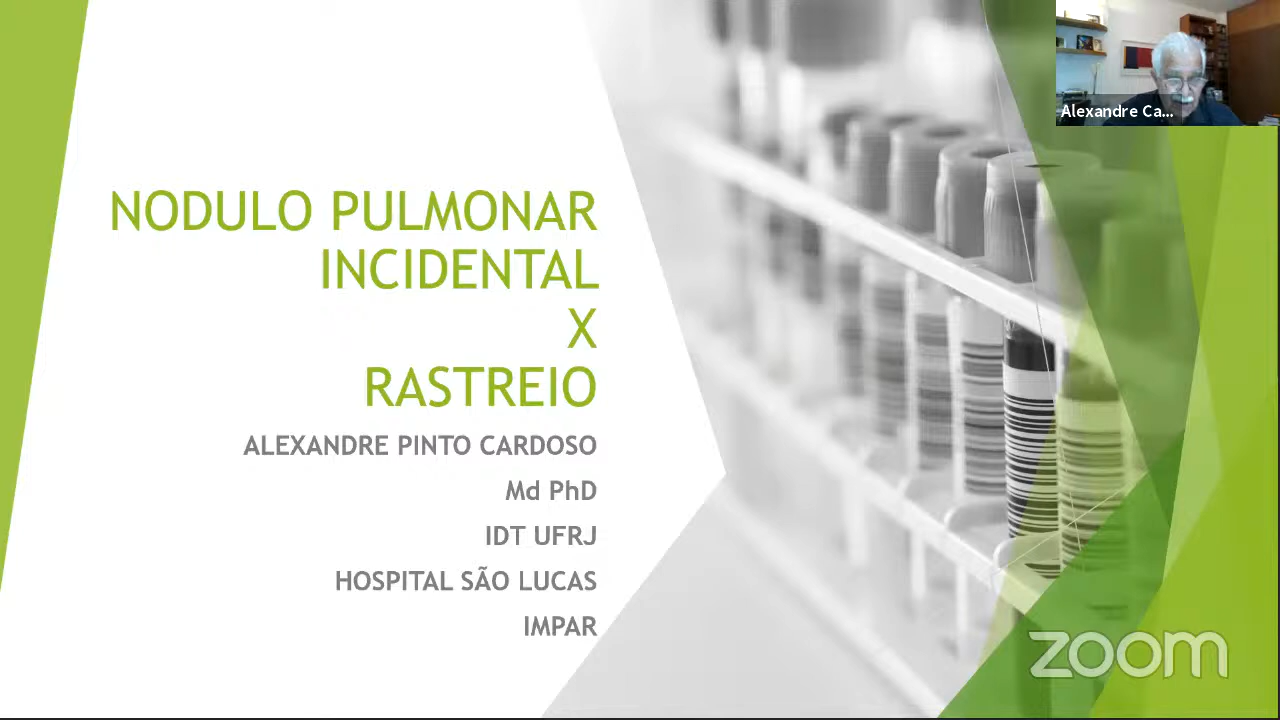 NODULO PULMONAR
INCIDENTAL
X
RASTREIO
ALEXANDRE PINTO CARDOSO
Md PhD
IDT UFRJ
HOSPITAL SÃO LUCAS
IMPAR
Alexandre Ca...
zoom